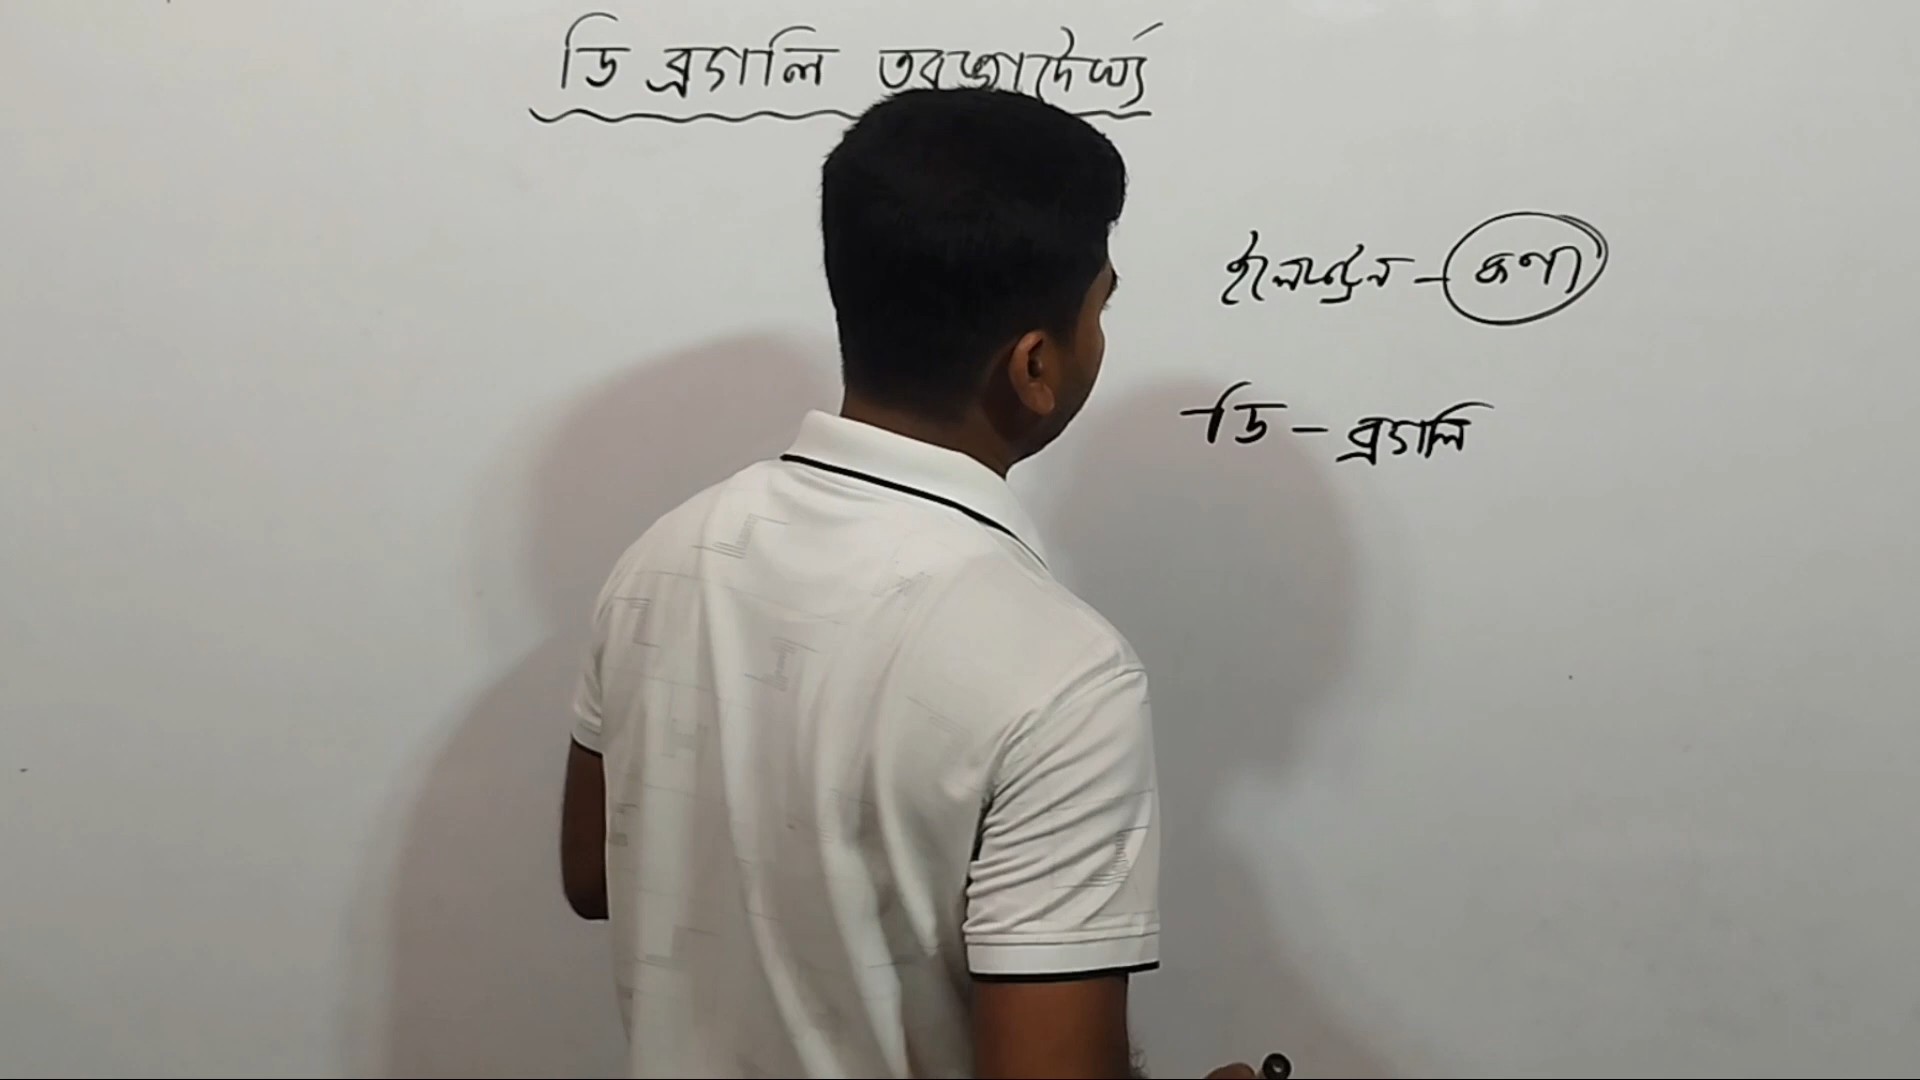 ডি ব্রগলি তরঙ্গদৈর্ঘ্য
ইলেকট্রন - কণা
ডি - ব্রগলি